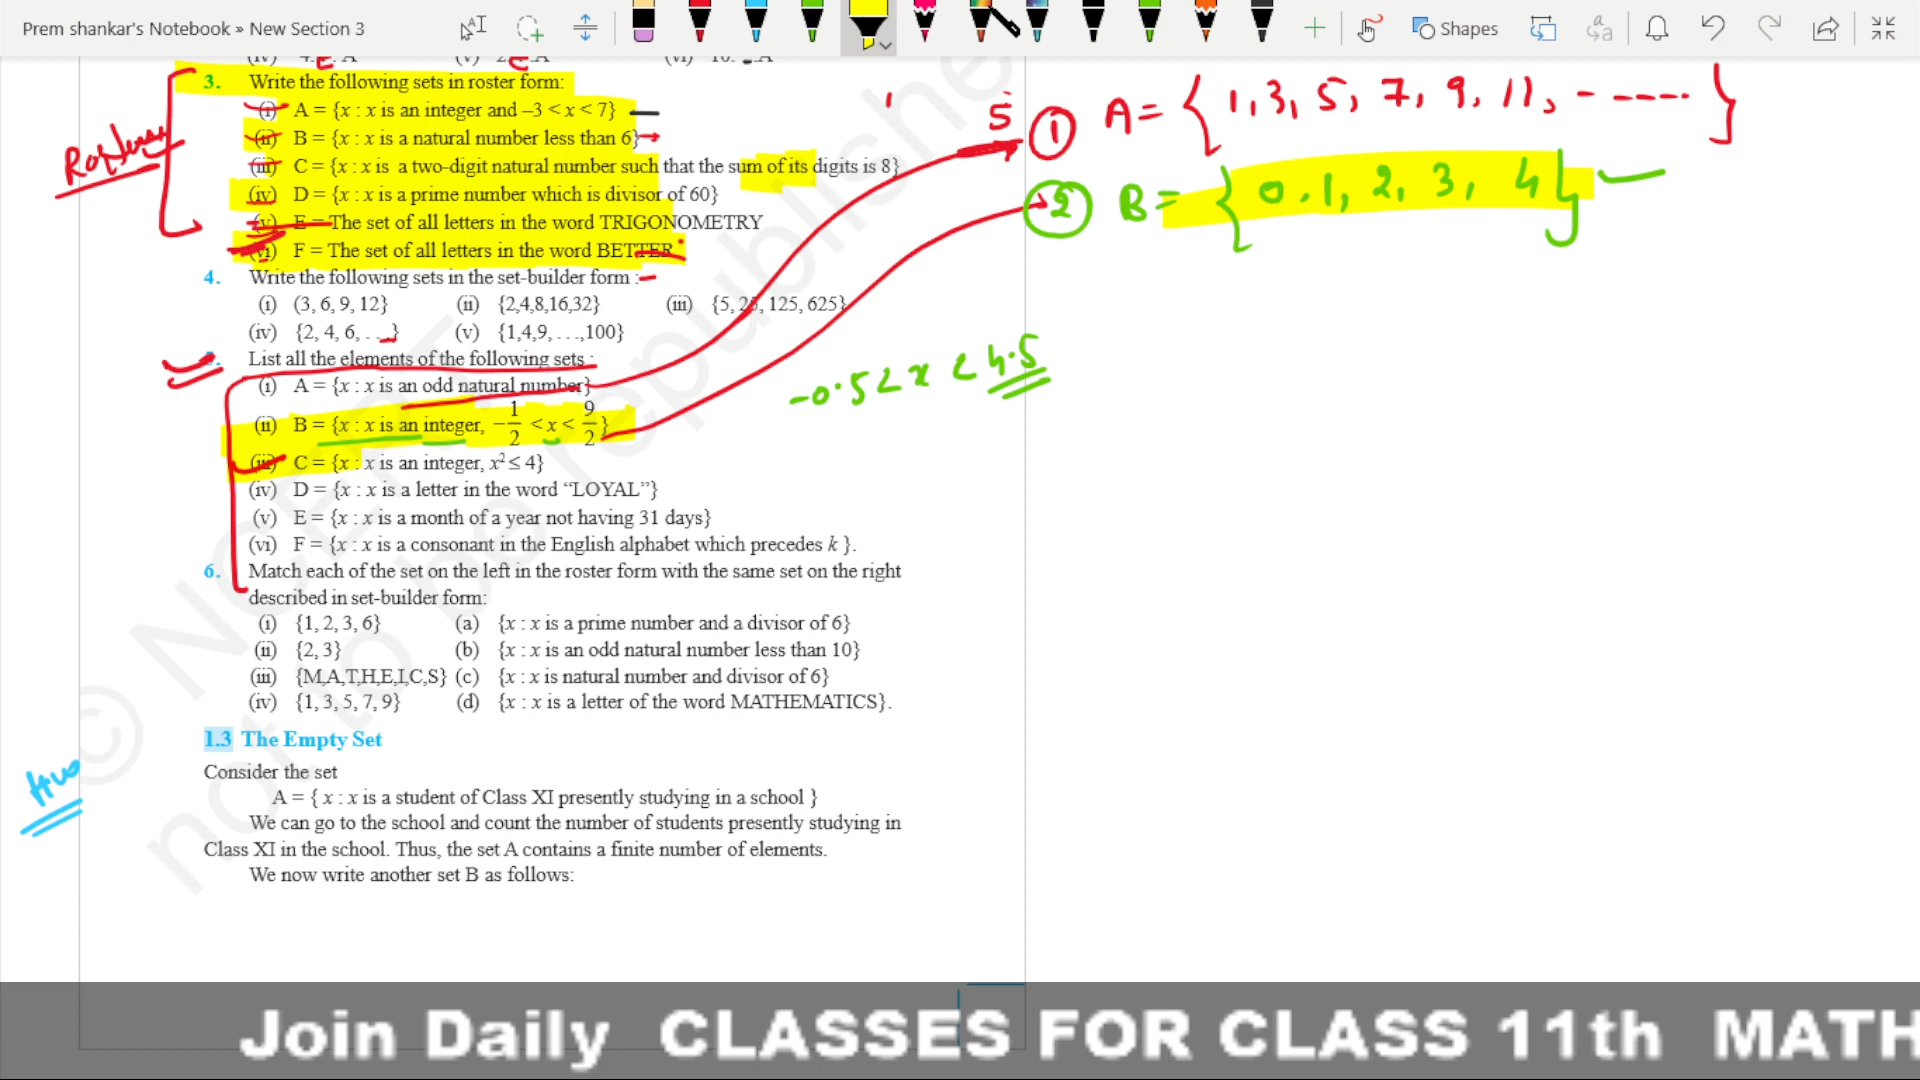 Prem shankar's Notebook » New Section 3
Shapes
3. Write the following sets in roster form:
(i) A = {x : x is an integer and –3 < x < 7}
(ii) B = {x : x is a natural number less than 6}
(iii) C = {x : x is a two-digit natural number such that the sum of its digits is 8}
(iv) D = {x : x is a prime number which is divisor of 60}
(v) E = The set of all letters in the word TRIGONOMETRY
(vi) F = The set of all letters in the word BETTER
4. Write the following sets in the set-builder form :
(i) (3, 6, 9, 12} (ii) {2,4,8,16,32} (iii) {5, 25, 125, 625}
(iv) {2, 4, 6, . . .} (v) {1,4,9, . . .,100}
List all the elements of the following sets :
(i) A = {x : x is an odd natural number}
(ii) B = {x : x is an integer, –1/2 < x < 9/2}
(iii) C = {x : x is an integer, x² ≤ 4}
(iv) D = {x : x is a letter in the word “LOYAL”}
(v) E = {x : x is a month of a year not having 31 days}
(vi) F = {x : x is a consonant in the English alphabet which precedes k }.
6. Match each of the set on the left in the roster form with the same set on the right
described in set-builder form:
(i) {1, 2, 3, 6} (a) {x : x is a prime number and a divisor of 6}
(ii) {2, 3} (b) {x : x is an odd natural number less than 10}
(iii) {M,A,T,H,E,I,C,S} (c) {x : x is natural number and divisor of 6}
(iv) {1, 3, 5, 7, 9} (d) {x : x is a letter of the word MATHEMATICS}.
1.3 The Empty Set
Consider the set
A = { x : x is a student of Class XI presently studying in a school }
We can go to the school and count the number of students presently studying in
Class XI in the school. Thus, the set A contains a finite number of elements.
We now write another set B as follows:
5 ① A = { 1, 3, 5, 7, 9, 11, - ----- }
② B = { 0. 1, 2, 3, 4 }
-0.5 < x < 4.5
© NCERT
not to be republished
Join Daily CLASSES FOR CLASS 11th MATH